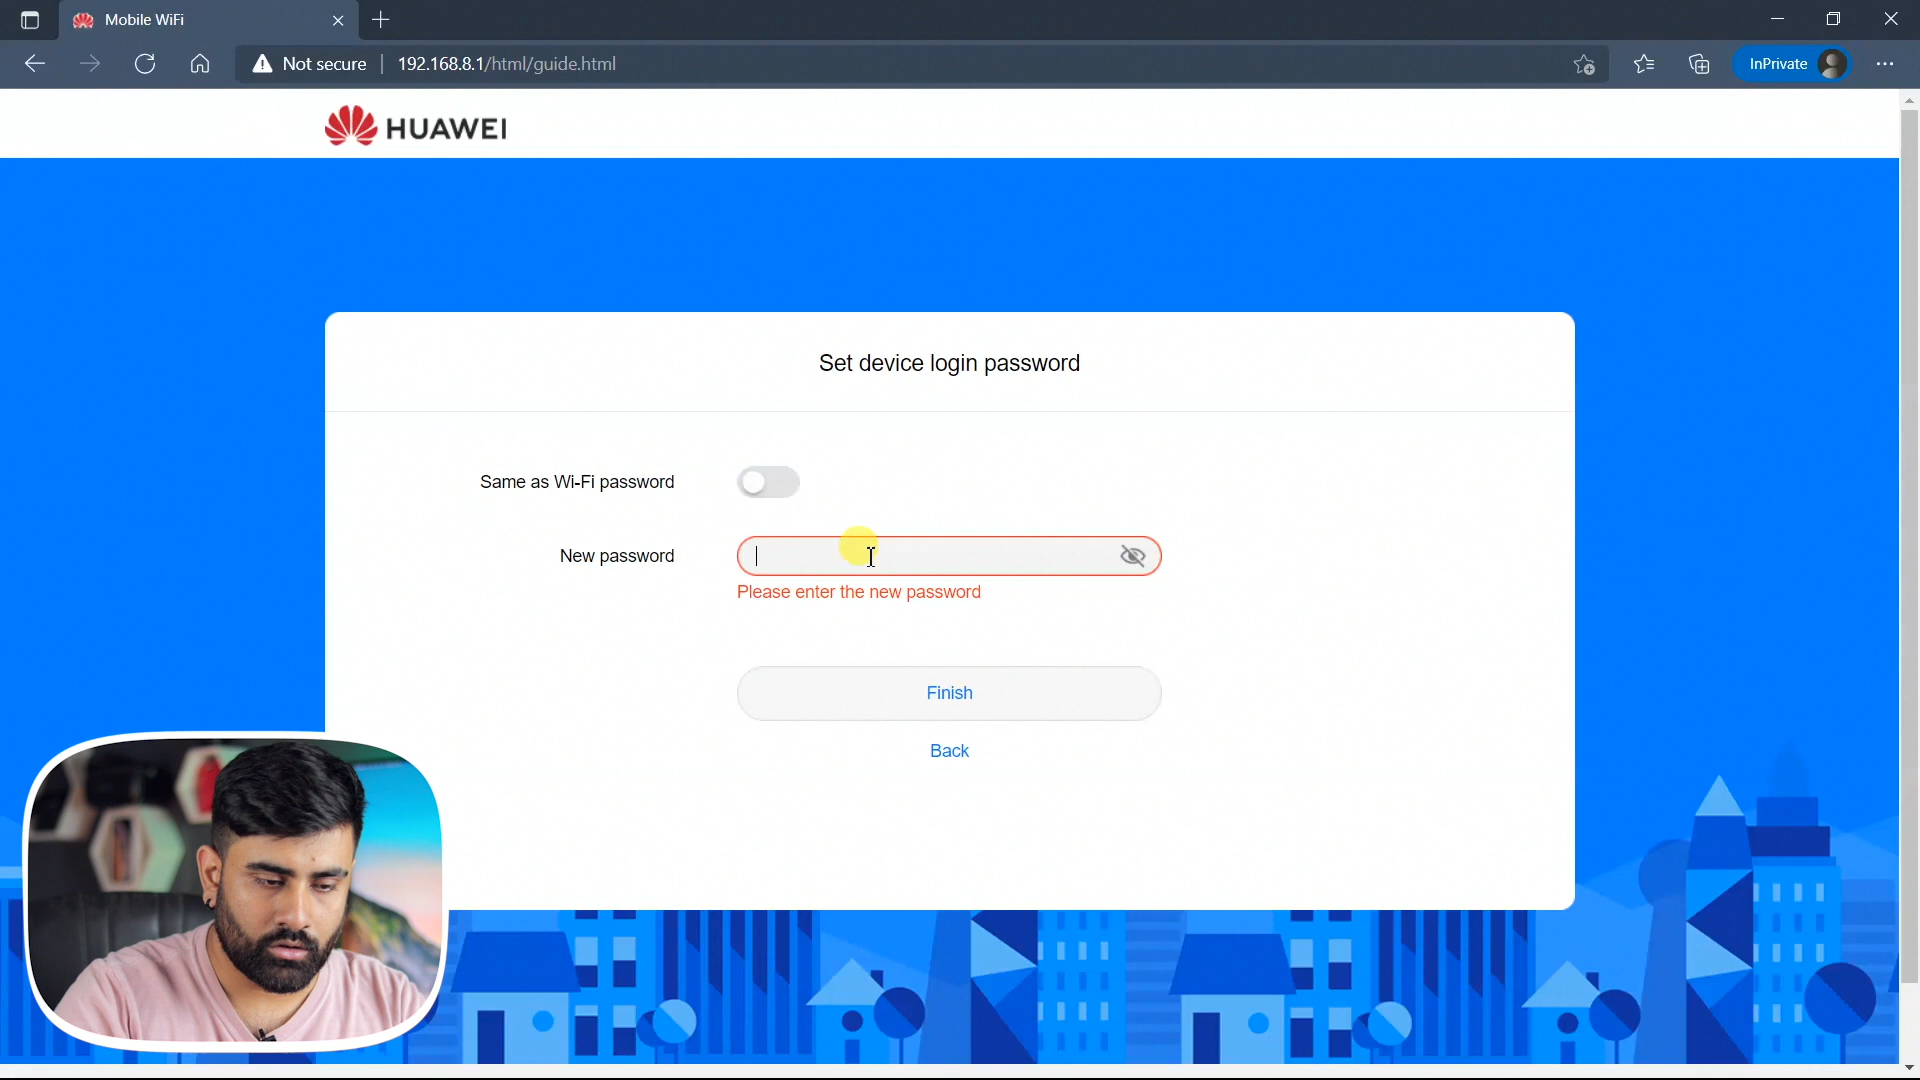 Mobile WiFi
Not secure
192.168.8.1/html/guide.html
InPrivate
HUAWEI
Set device login password
Same as Wi-Fi password
New password
Please enter the new password
Finish
Back